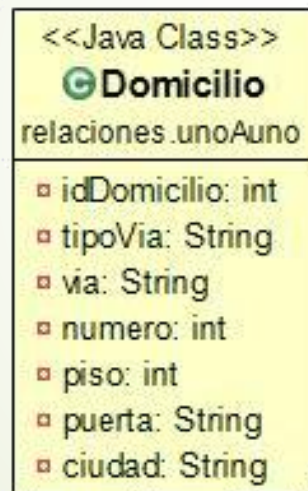 <<Java Class>>
C Domicilio
relaciones.unoAuno
idDomicilio: int
tipoVia: String
via: String
numero: int
piso: int
puerta: String
ciudad: String